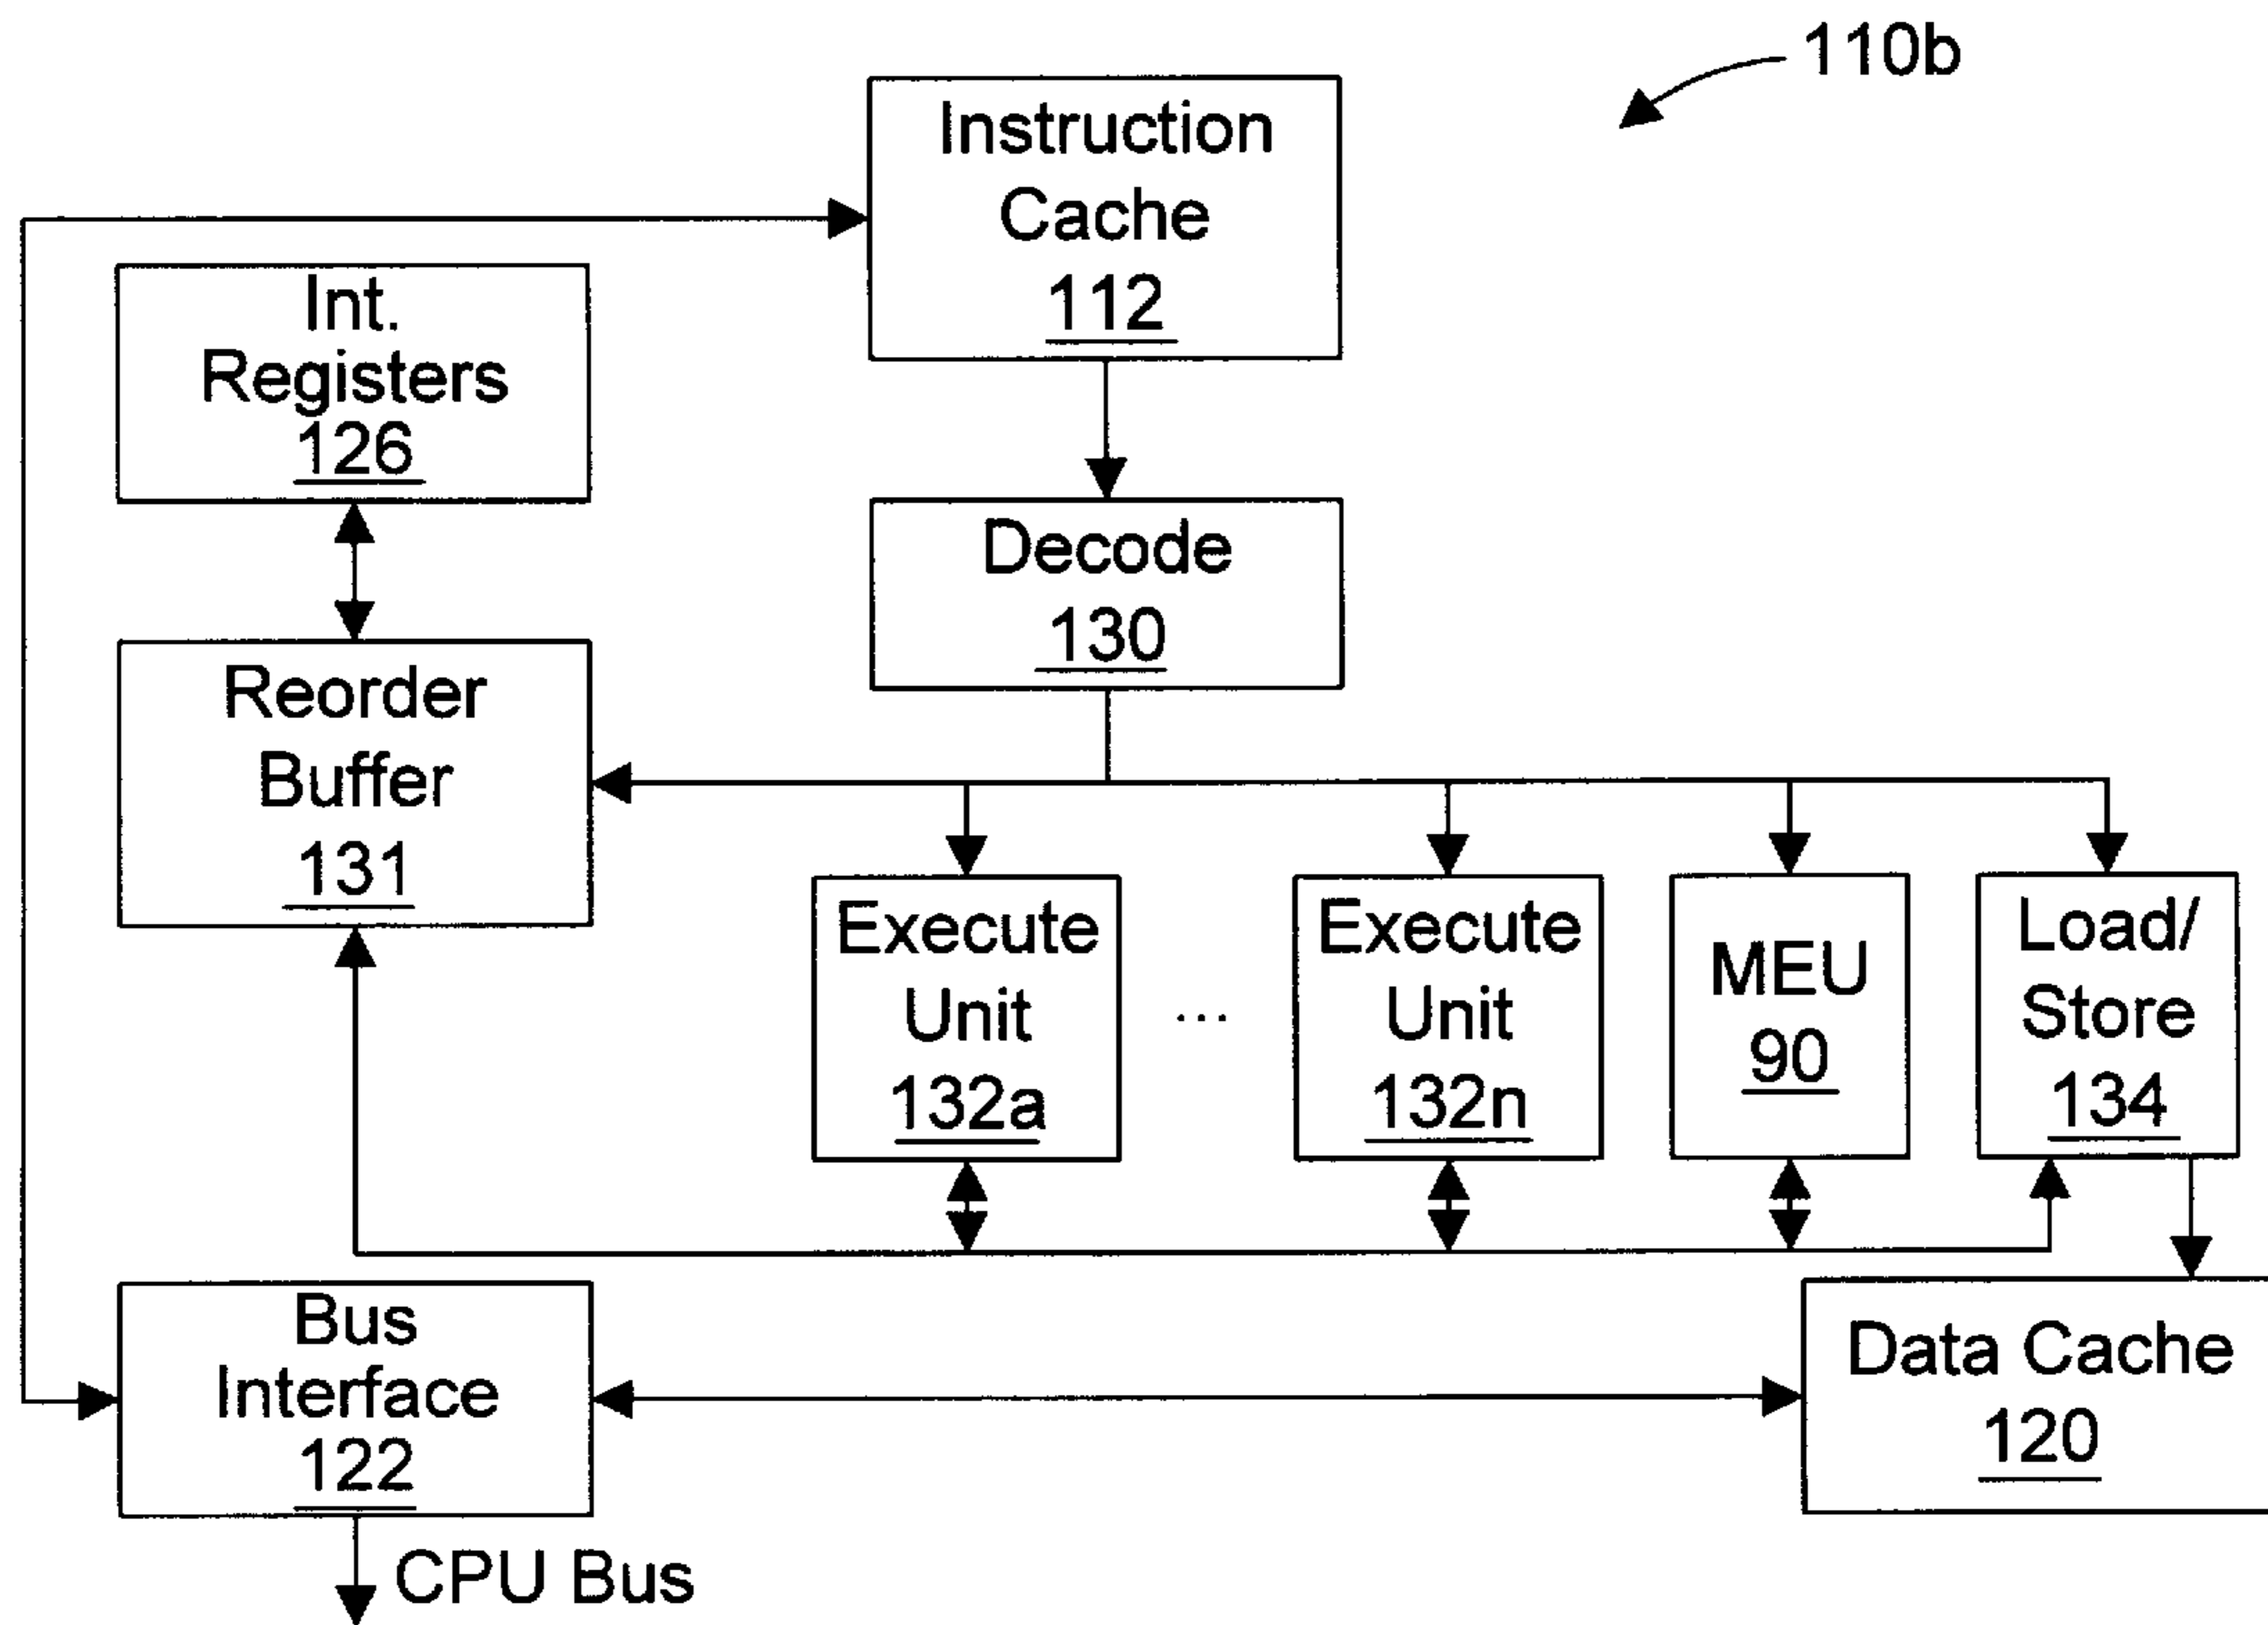 110b
Instruction
Cache
112
Int.
Registers
126
Decode
130
Reorder
Buffer
131
Execute
Unit
132a
...
Execute
Unit
132n
MEU
90
Load/
Store
134
Bus
Interface
122
Data Cache
120
CPU Bus